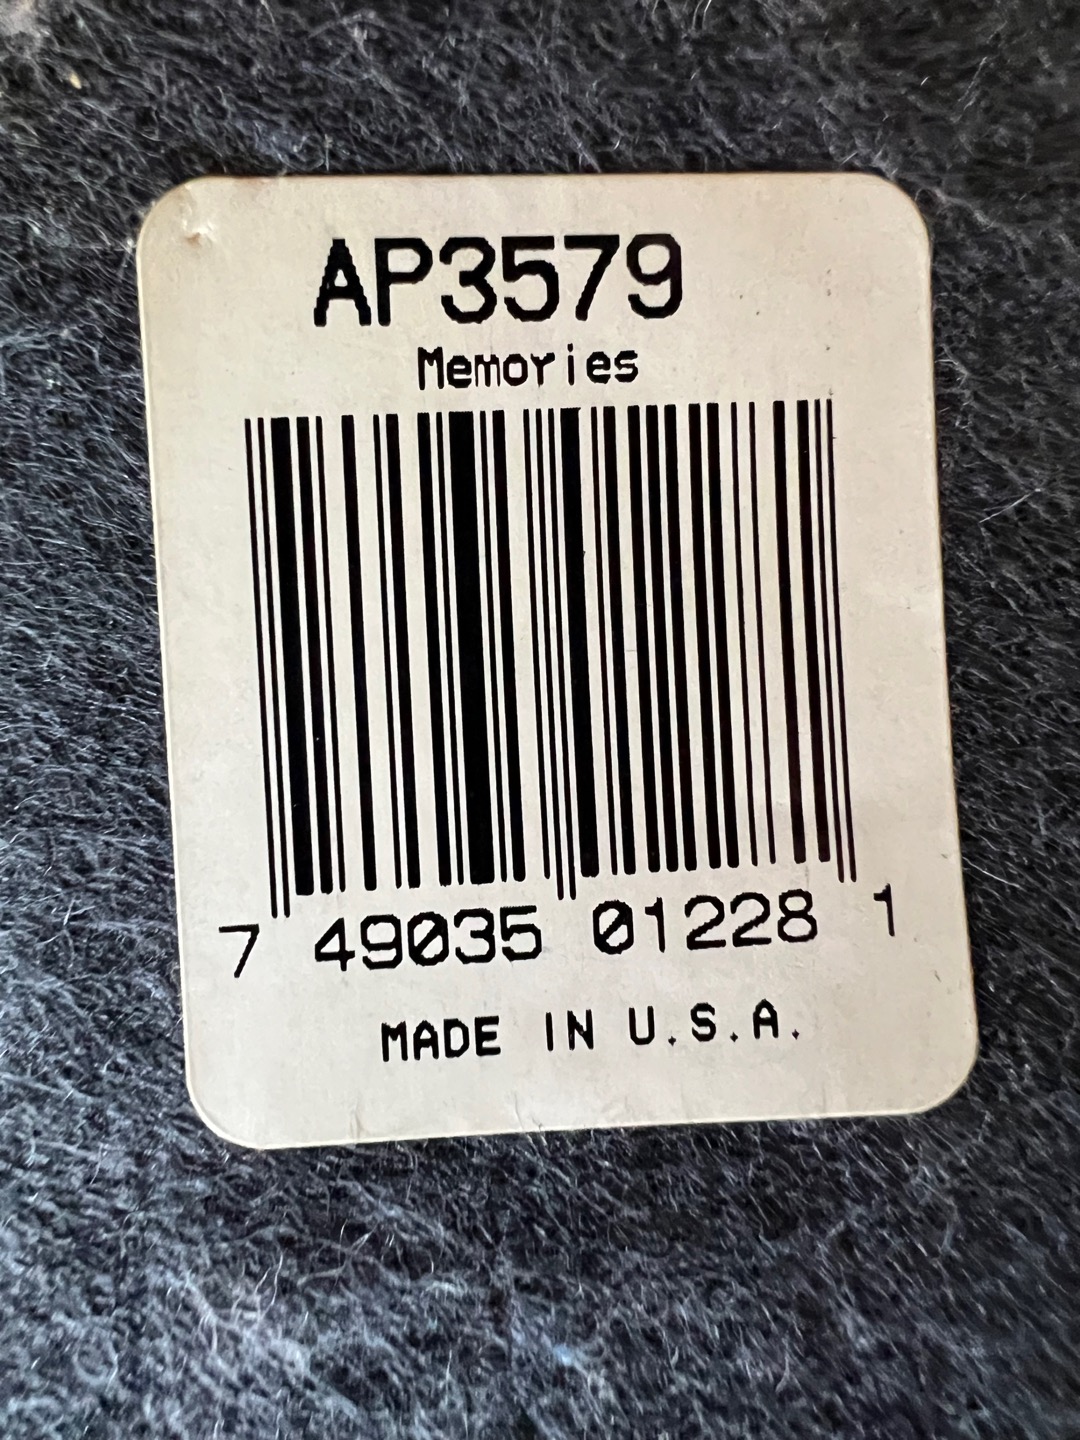 AP3579
Memories
7 49035 01228 1
MADE IN U.S.A.